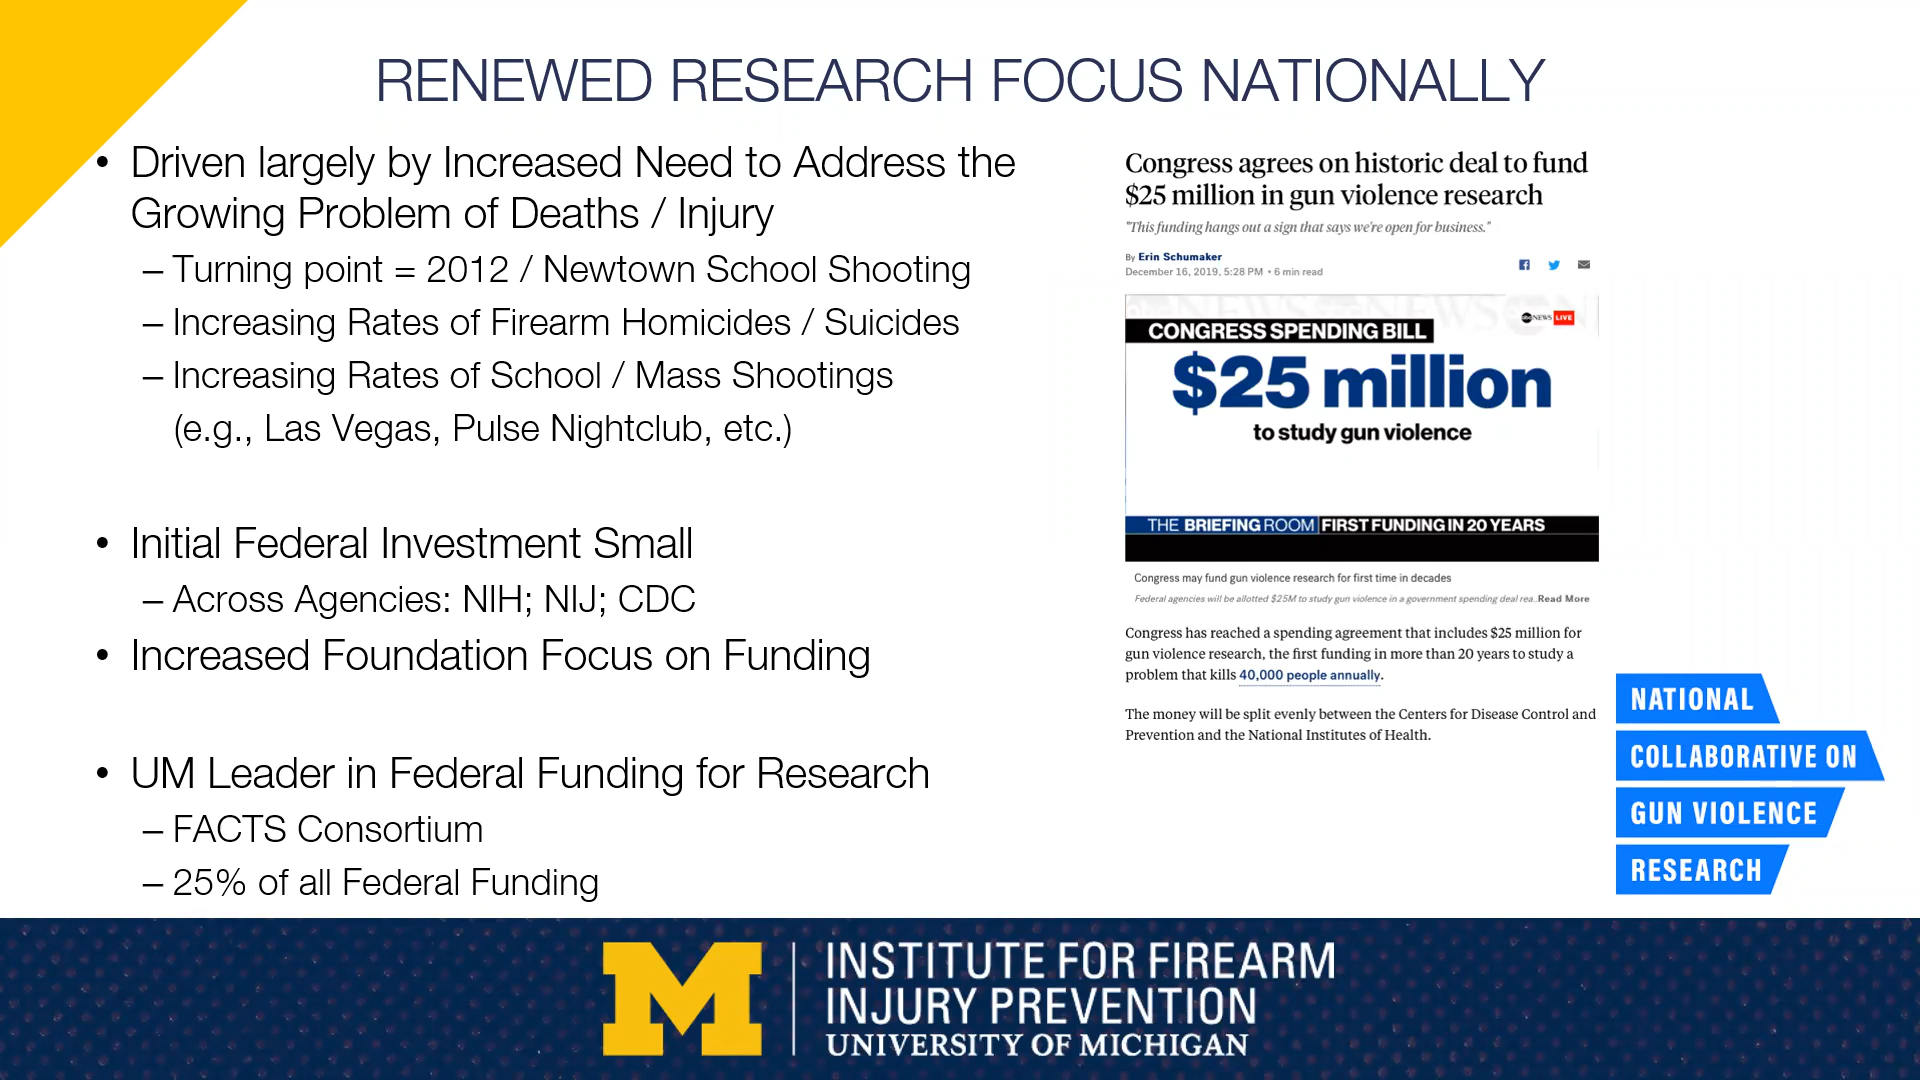 RENEWED RESEARCH FOCUS NATIONALLY
• Driven largely by Increased Need to Address the
Growing Problem of Deaths / Injury
– Turning point = 2012 / Newtown School Shooting
– Increasing Rates of Firearm Homicides / Suicides
– Increasing Rates of School / Mass Shootings
(e.g., Las Vegas, Pulse Nightclub, etc.)
• Initial Federal Investment Small
– Across Agencies: NIH; NIJ; CDC
• Increased Foundation Focus on Funding
• UM Leader in Federal Funding for Research
– FACTS Consortium
– 25% of all Federal Funding
Congress agrees on historic deal to fund
$25 million in gun violence research
"This funding hangs out a sign that says we're open for business."
By Erin Schumaker
December 16, 2019, 5:28 PM • 6 min read
abc NEWS LIVE
CONGRESS SPENDING BILL
$25 million
to study gun violence
THE BRIEFING ROOM FIRST FUNDING IN 20 YEARS
Congress may fund gun violence research for first time in decades
Federal agencies will be allotted $25M to study gun violence in a government spending deal rea...Read More
Congress has reached a spending agreement that includes $25 million for
gun violence research, the first funding in more than 20 years to study a
problem that kills 40,000 people annually.
The money will be split evenly between the Centers for Disease Control and
Prevention and the National Institutes of Health.
NATIONAL
COLLABORATIVE ON
GUN VIOLENCE
RESEARCH
M
INSTITUTE FOR FIREARM
INJURY PREVENTION
UNIVERSITY OF MICHIGAN